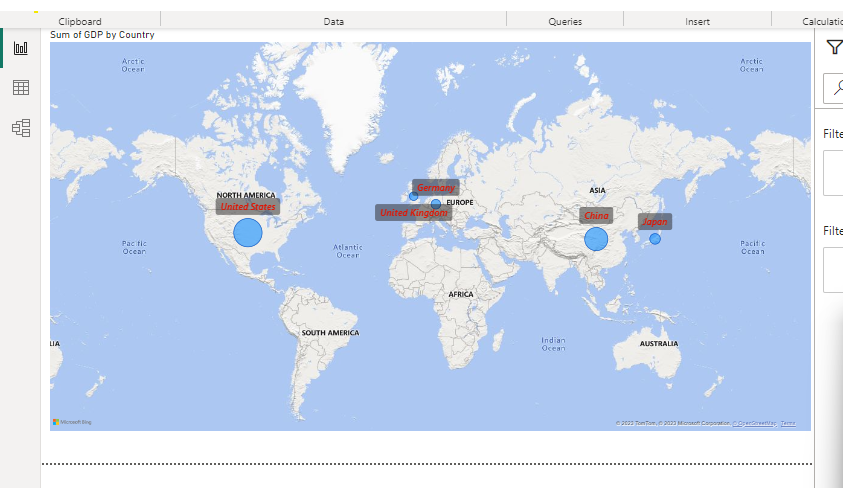 Clipboard
Data
Queries
Insert
Calculatic
Sum of GDP by Country
Arctic
Ocean
Arctic
Ocean
Filte
Germany
NORTH AMERICA
United States
EUROPE
United Kingdom
ASIA
China
Japan
Filte
Pacific
Ocean
Atlantic
Ocean
Pacific
Ocean
AFRICA
SOUTH AMERICA
Indian
Ocean
LIA
AUSTRALIA
Microsoft Bing
© 2023 TomTom, © 2023 Microsoft Corporation, © OpenStreetMap Terms